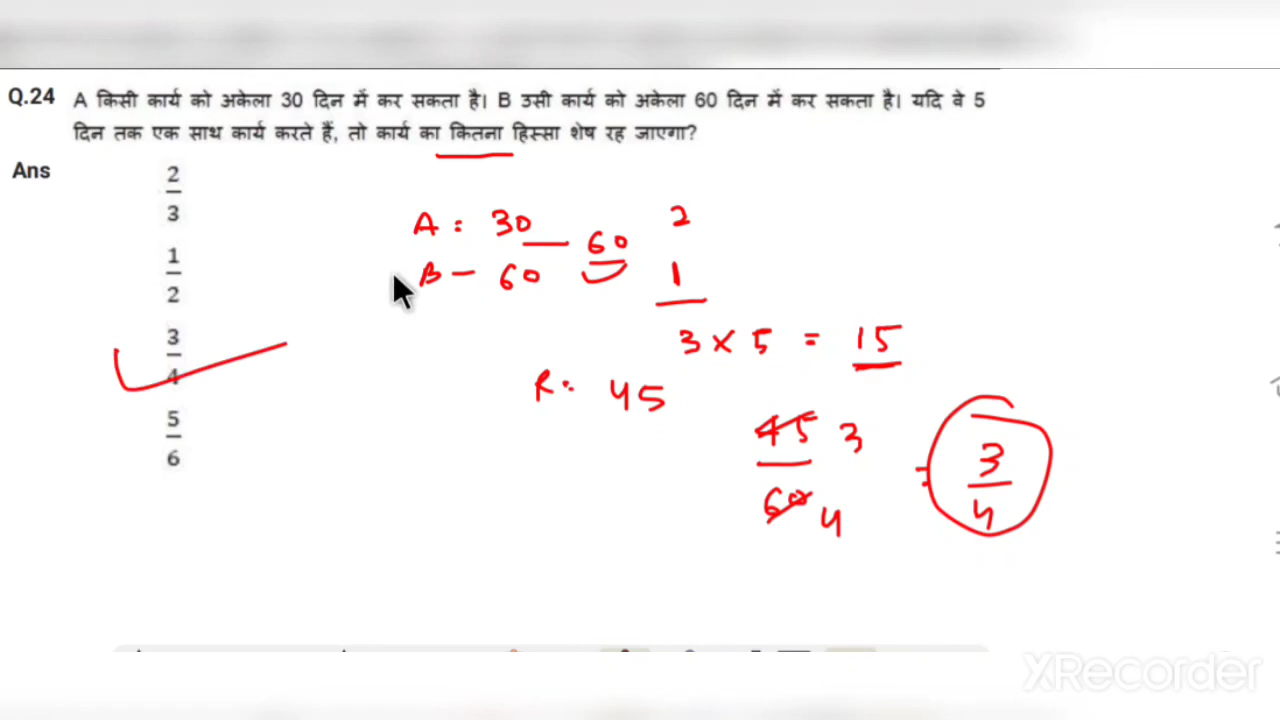 Q.24 A किसी कार्य को अकेला 30 दिन में कर सकता है। B उसी कार्य को अकेला 60 दिन में कर सकता है। यदि वे 5
दिन तक एक साथ कार्य करते हैं, तो कार्य का कितना हिस्सा शेष रह जाएगा?
Ans
2
3
1
2
3
4
5
6
A : 30
B - 60
60
2
1
3 x 5 = 15
R. 45
45 3
60 4
= 3
4
XRecorder